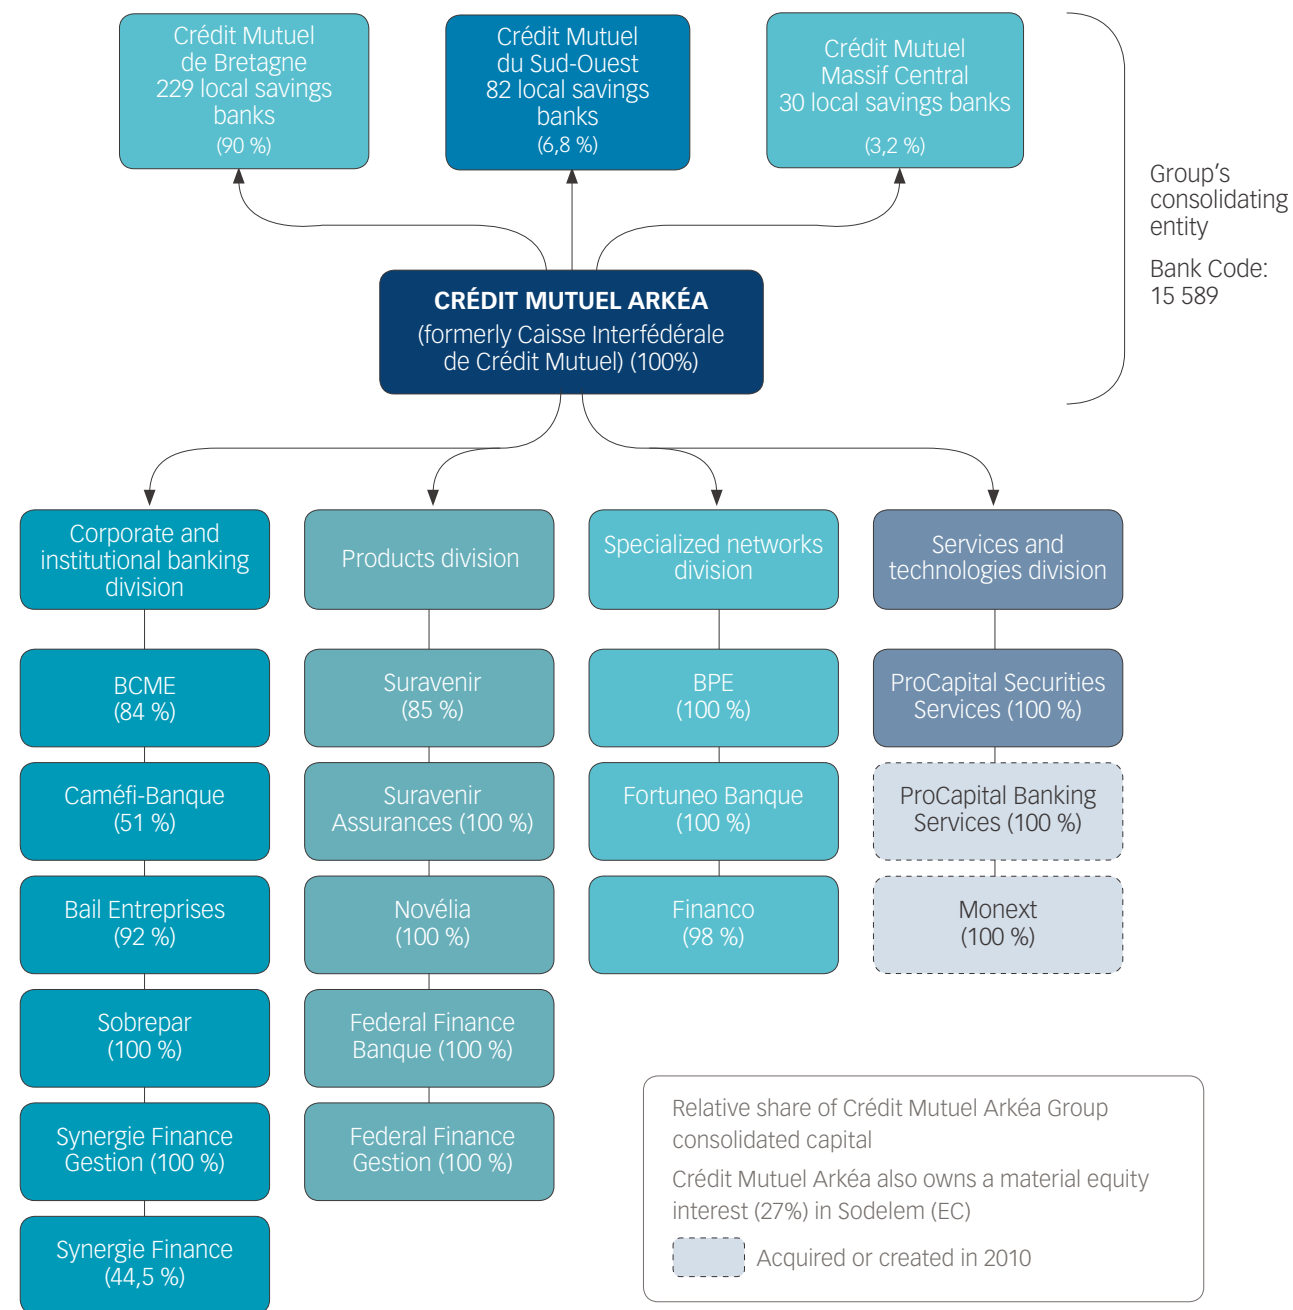 Crédit Mutuel
de Bretagne
229 local savings
banks
(90 %)
Crédit Mutuel
du Sud-Ouest
82 local savings
banks
(6,8 %)
Crédit Mutuel
Massif Central
30 local savings banks
(3,2 %)
Group's
consolidating
entity
Bank Code:
15 589
CRÉDIT MUTUEL ARKÉA
(formerly Caisse Interfédérale
de Crédit Mutuel) (100%)
Corporate and
institutional banking
division
Products division
Specialized networks
division
Services and
technologies division
BCME
(84 %)
Suravenir
(85 %)
BPE
(100 %)
ProCapital Securities
Services (100 %)
Caméfi-Banque
(51 %)
Suravenir
Assurances (100 %)
Fortuneo Banque
(100 %)
ProCapital Banking
Services (100 %)
Bail Entreprises
(92 %)
Novélia
(100 %)
Financo
(98 %)
Monext
(100 %)
Sobrepar
(100 %)
Federal Finance
Banque (100 %)
Synergie Finance
Gestion (100 %)
Federal Finance
Gestion (100 %)
Synergie Finance
(44,5 %)
Relative share of Crédit Mutuel Arkéa Group
consolidated capital
Crédit Mutuel Arkéa also owns a material equity
interest (27%) in Sodelem (EC)
Acquired or created in 2010